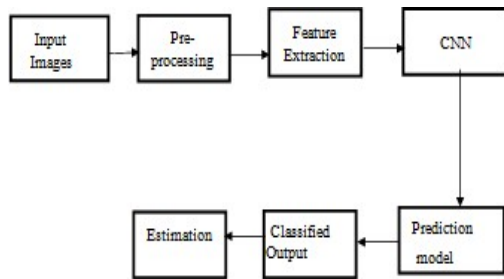 Input
Images
Pre-
processing
Feature
Extraction
CNN
Estimation
Classified
Output
Prediction
model